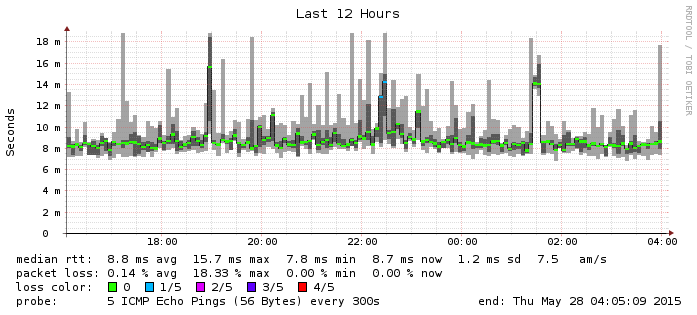 Last 12 Hours
RRDTOOL / TOBI OETIKER
Seconds
18 m
16 m
14 m
12 m
10 m
8 m
6 m
4 m
2 m
0
18:00 20:00 22:00 00:00 02:00 04:00
median rtt: 8.8 ms avg 15.7 ms max 7.8 ms min 8.7 ms now 1.2 ms sd 7.5 am/s
packet loss: 0.14 % avg 18.33 % max 0.00 % min 0.00 % now
loss color: 0 1/5 2/5 3/5 4/5
probe: 5 ICMP Echo Pings (56 Bytes) every 300s end: Thu May 28 04:05:09 2015